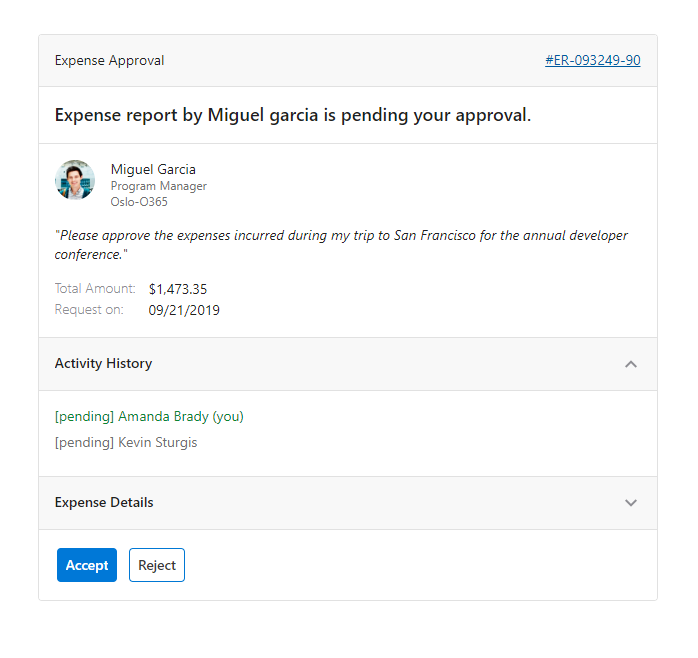 Expense Approval #ER-093249-90
Expense report by Miguel garcia is pending your approval.
Miguel Garcia
Program Manager
Oslo-O365
"Please approve the expenses incurred during my trip to San Francisco for the annual developer
conference."
Total Amount: $1,473.35
Request on: 09/21/2019
Activity History
[pending] Amanda Brady (you)
[pending] Kevin Sturgis
Expense Details
Accept Reject